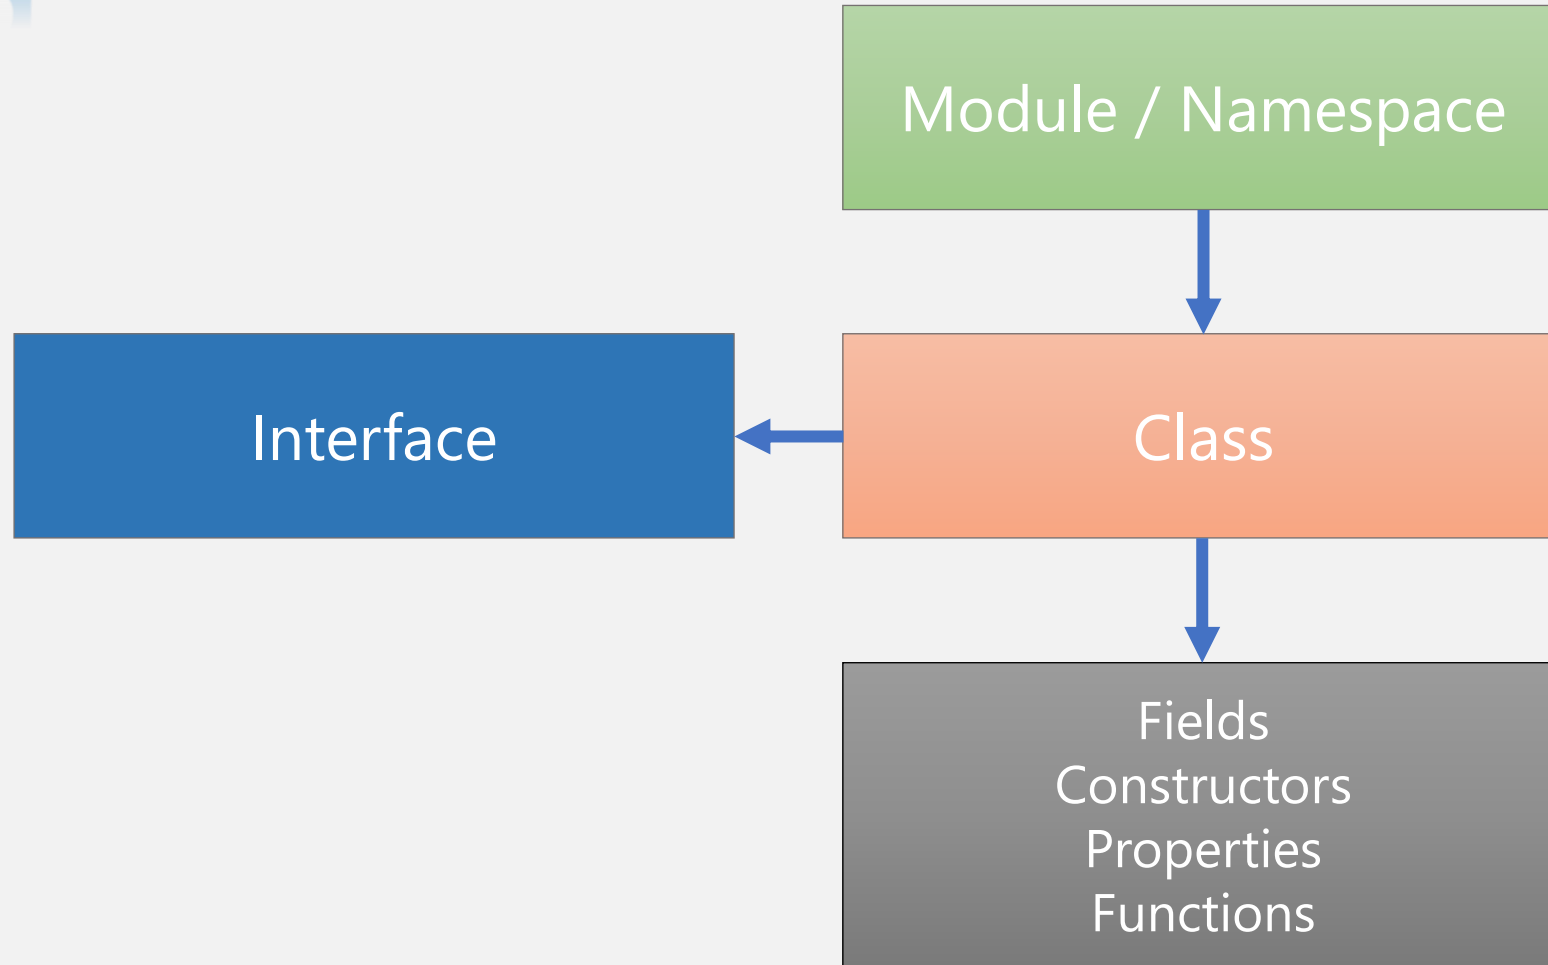 Module / Namespace
Interface
Class
Fields
Constructors
Properties
Functions